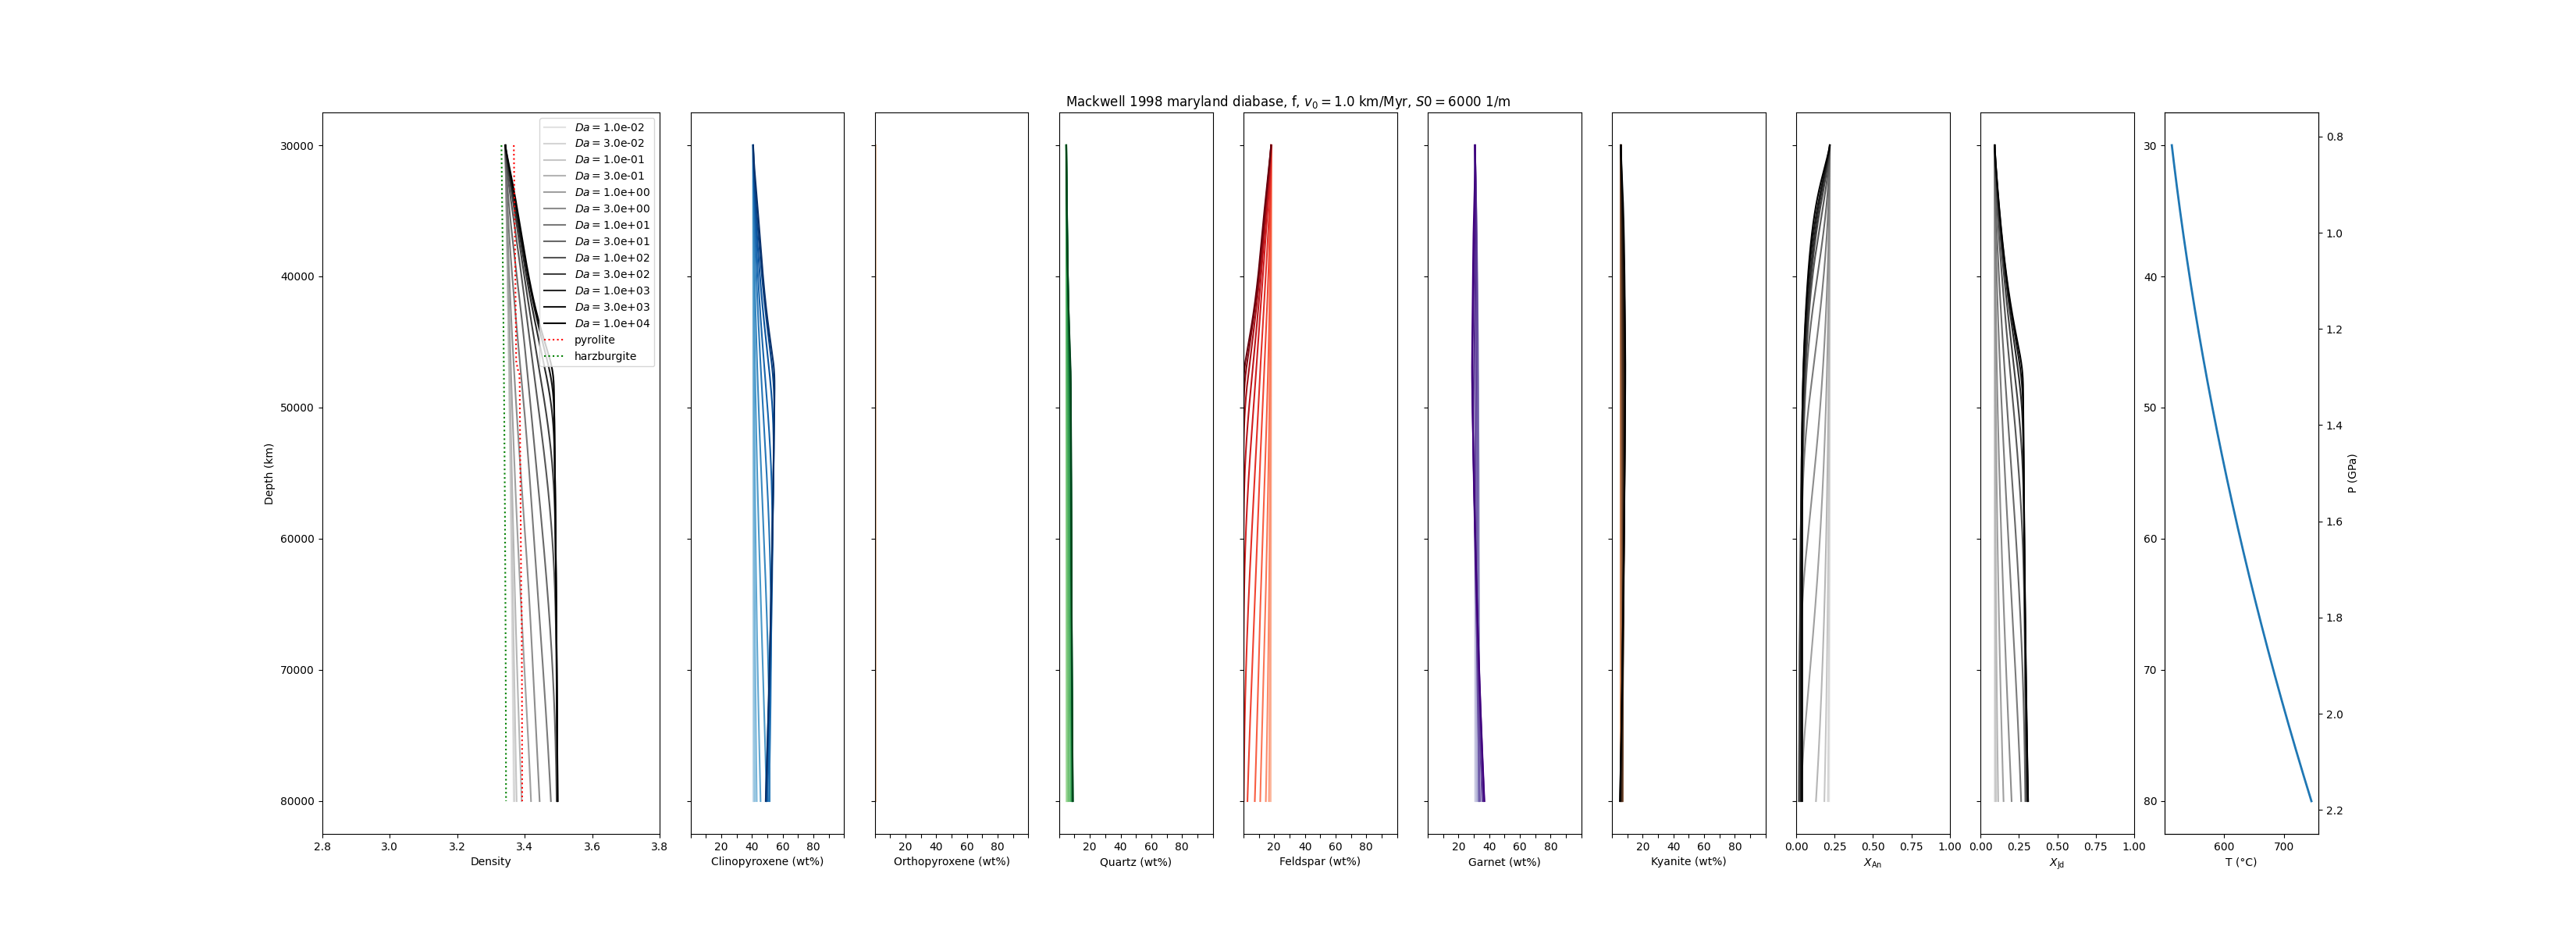 Mackwell 1998 maryland diabase, f, v₀ = 1.0 km/Myr, S0 = 6000 1/m
Da = 1.0e-02
Da = 3.0e-02
Da = 1.0e-01
Da = 3.0e-01
Da = 1.0e+00
Da = 3.0e+00
Da = 1.0e+01
Da = 3.0e+01
Da = 1.0e+02
Da = 3.0e+02
Da = 1.0e+03
Da = 3.0e+03
Da = 1.0e+04
pyrolite
harzburgite
Depth (km)
30000
40000
50000
60000
70000
80000
2.8 3.0 3.2 3.4 3.6 3.8
Density
20 40 60 80
Clinopyroxene (wt%)
20 40 60 80
Orthopyroxene (wt%)
20 40 60 80
Quartz (wt%)
20 40 60 80
Feldspar (wt%)
20 40 60 80
Garnet (wt%)
20 40 60 80
Kyanite (wt%)
0.00 0.25 0.50 0.75 1.00
X_An
0.00 0.25 0.50 0.75 1.00
X_Jd
30
40
50
60
70
80
600 700
T (°C)
0.8
1.0
1.2
1.4
1.6
1.8
2.0
2.2
P (GPa)